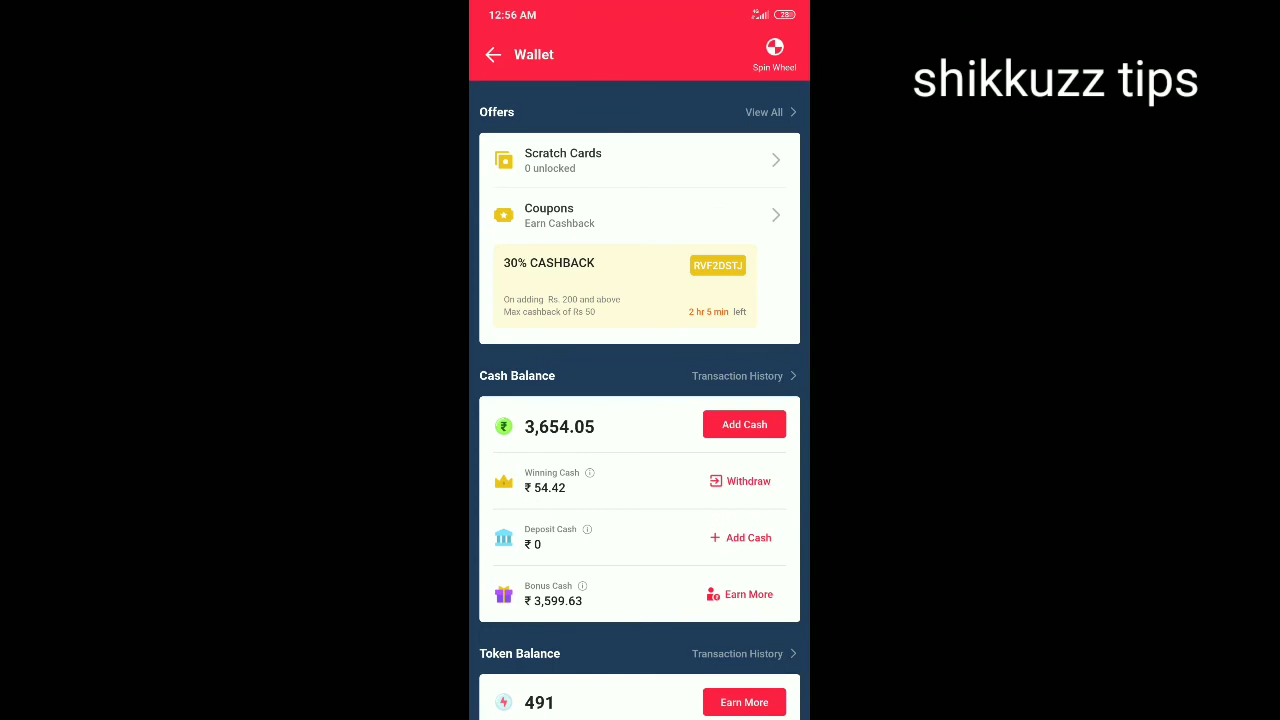 12:56 AM
4G
28
Wallet
Spin Wheel
shikkuzz tips
Offers
View All
Scratch Cards
0 unlocked
Coupons
Earn Cashback
30% CASHBACK
RVF2DSTJ
On adding Rs. 200 and above
Max cashback of Rs 50
2 hr 5 min left
Cash Balance
Transaction History
₹ 3,654.05
Add Cash
Winning Cash
₹ 54.42
Withdraw
Deposit Cash
₹ 0
+ Add Cash
Bonus Cash
₹ 3,599.63
Earn More
Token Balance
Transaction History
491
Earn More